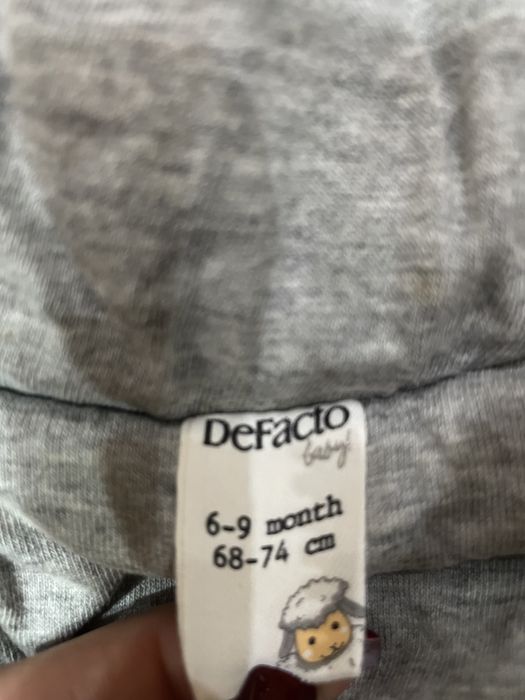 DeFacto
baby
6-9 month
68-74 cm